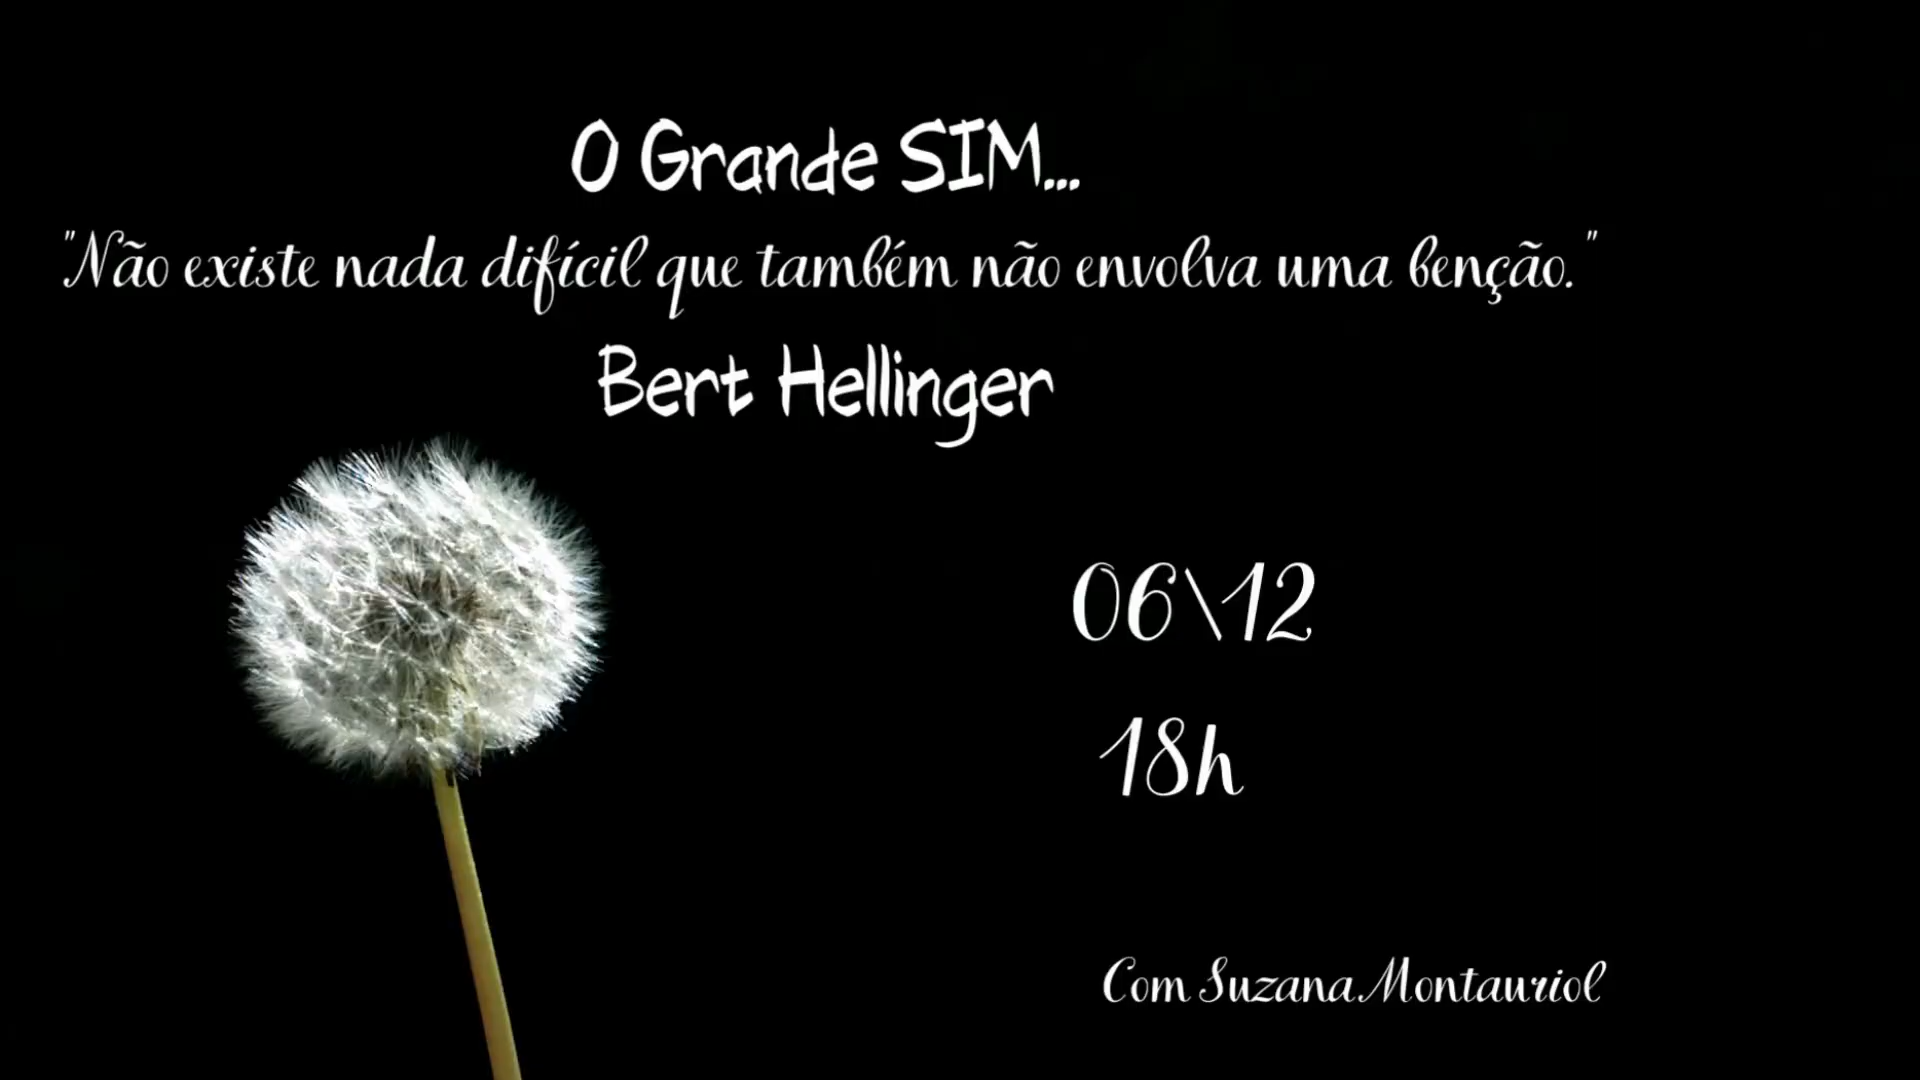 O Grande SIM...
"Não existe nada difícil que também não envolva uma benção."
Bert Hellinger
06\12
18h
Com Suzana Montauriol